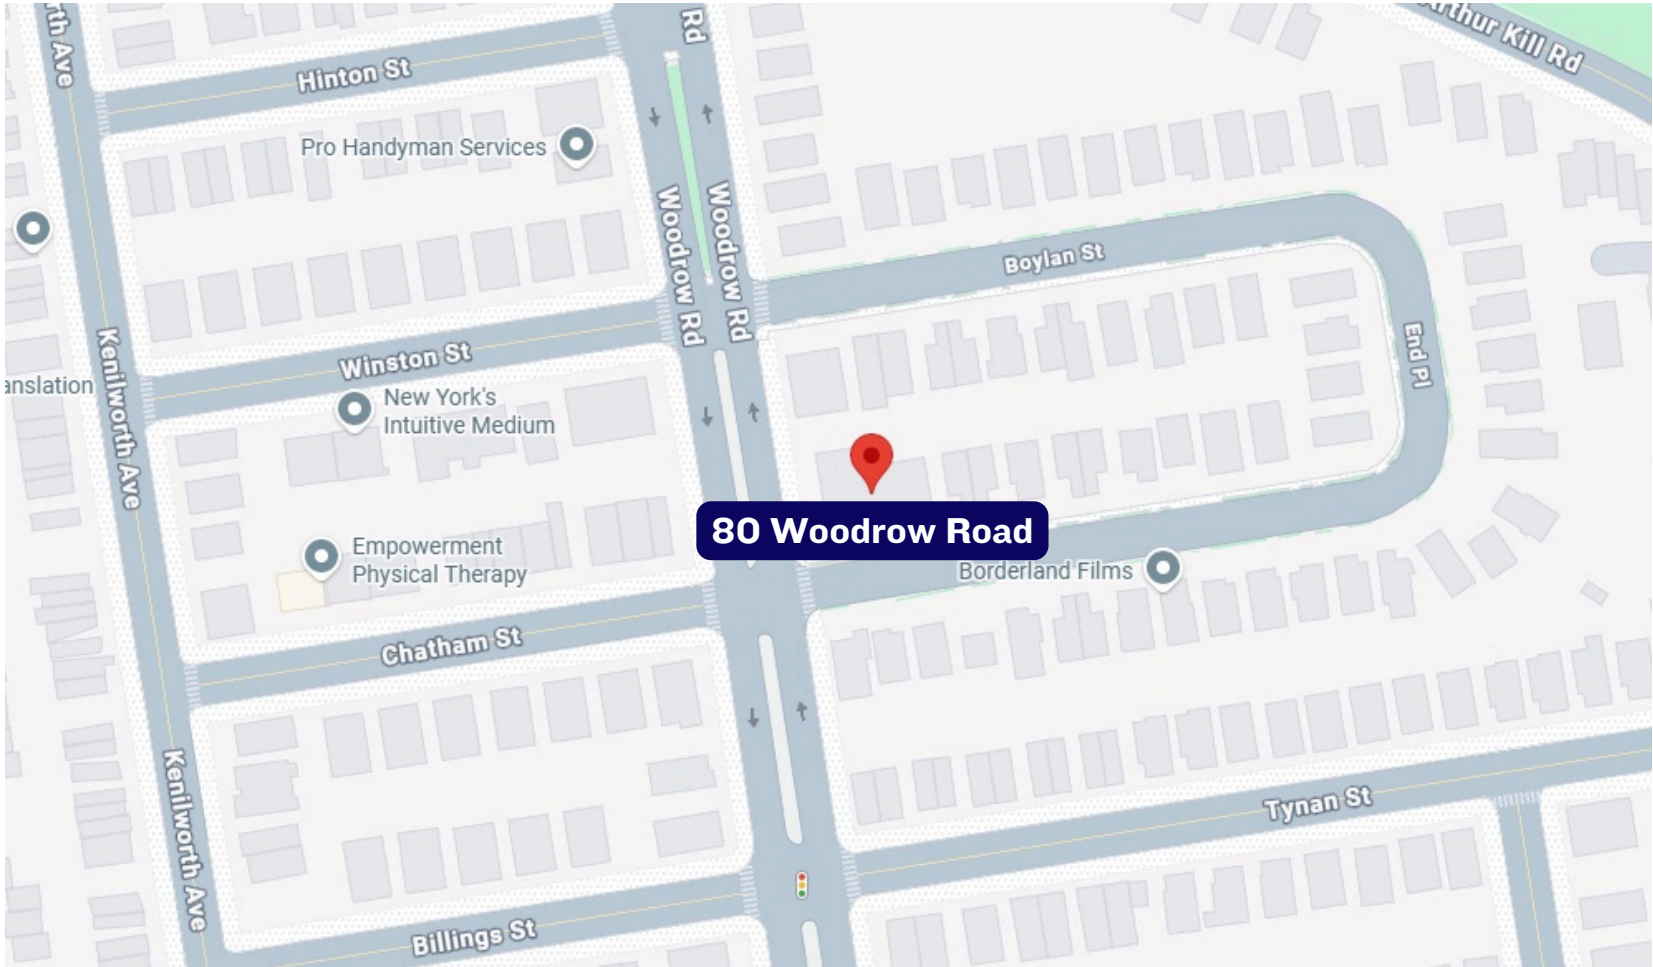 rth Ave
Rd
Arthur Kill Rd
Hinton St
Pro Handyman Services
Woodrow Rd
Woodrow Rd
Boylan St
End Pl
Winston St
Kenilworth Ave
anslation
New York's
Intuitive Medium
80 Woodrow Road
Empowerment
Physical Therapy
Borderland Films
Chatham St
Kenilworth Ave
Tynan St
Billings St